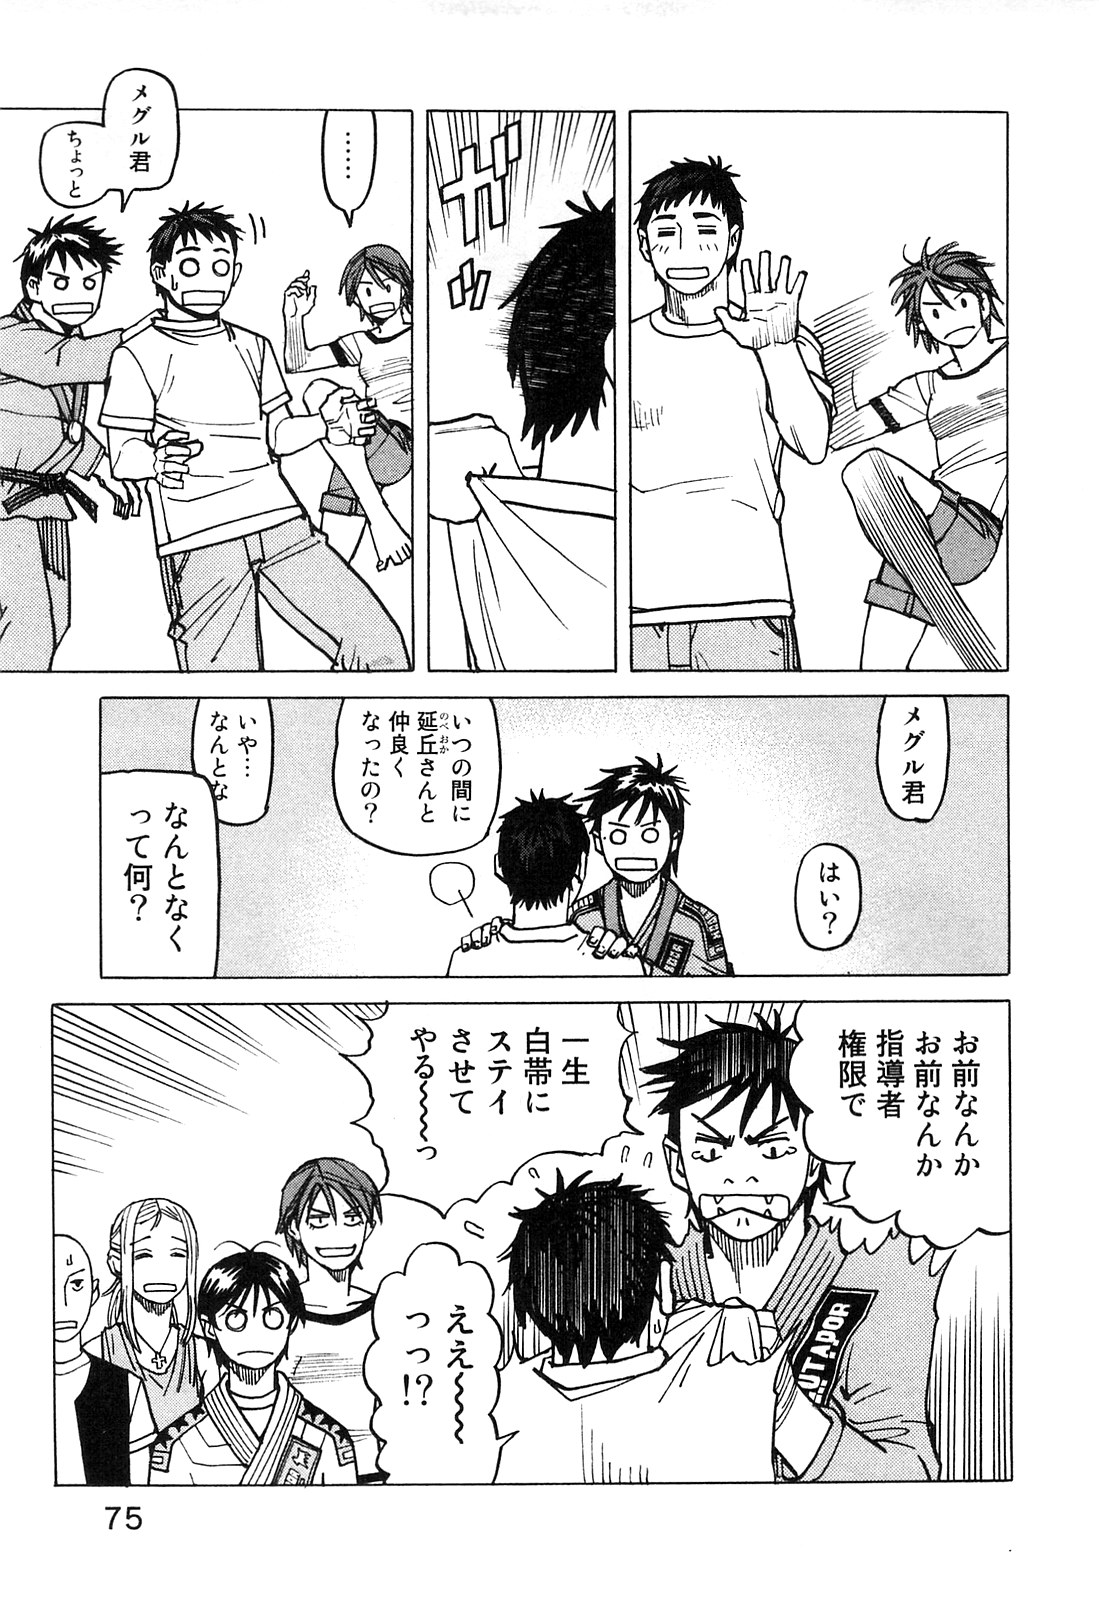 ガッ
……
メグル君
ちょっと
メグル君
はい？
いつの間に
延丘さんと
のべおか
仲良く
なったの？
いや…
なんとな
なんとなく
って何？
お前なんか
お前なんか
指導者
権限で
一生
白帯に
ステイ
させて
やる〜〜っ
ええ〜〜
っっ
!?
75